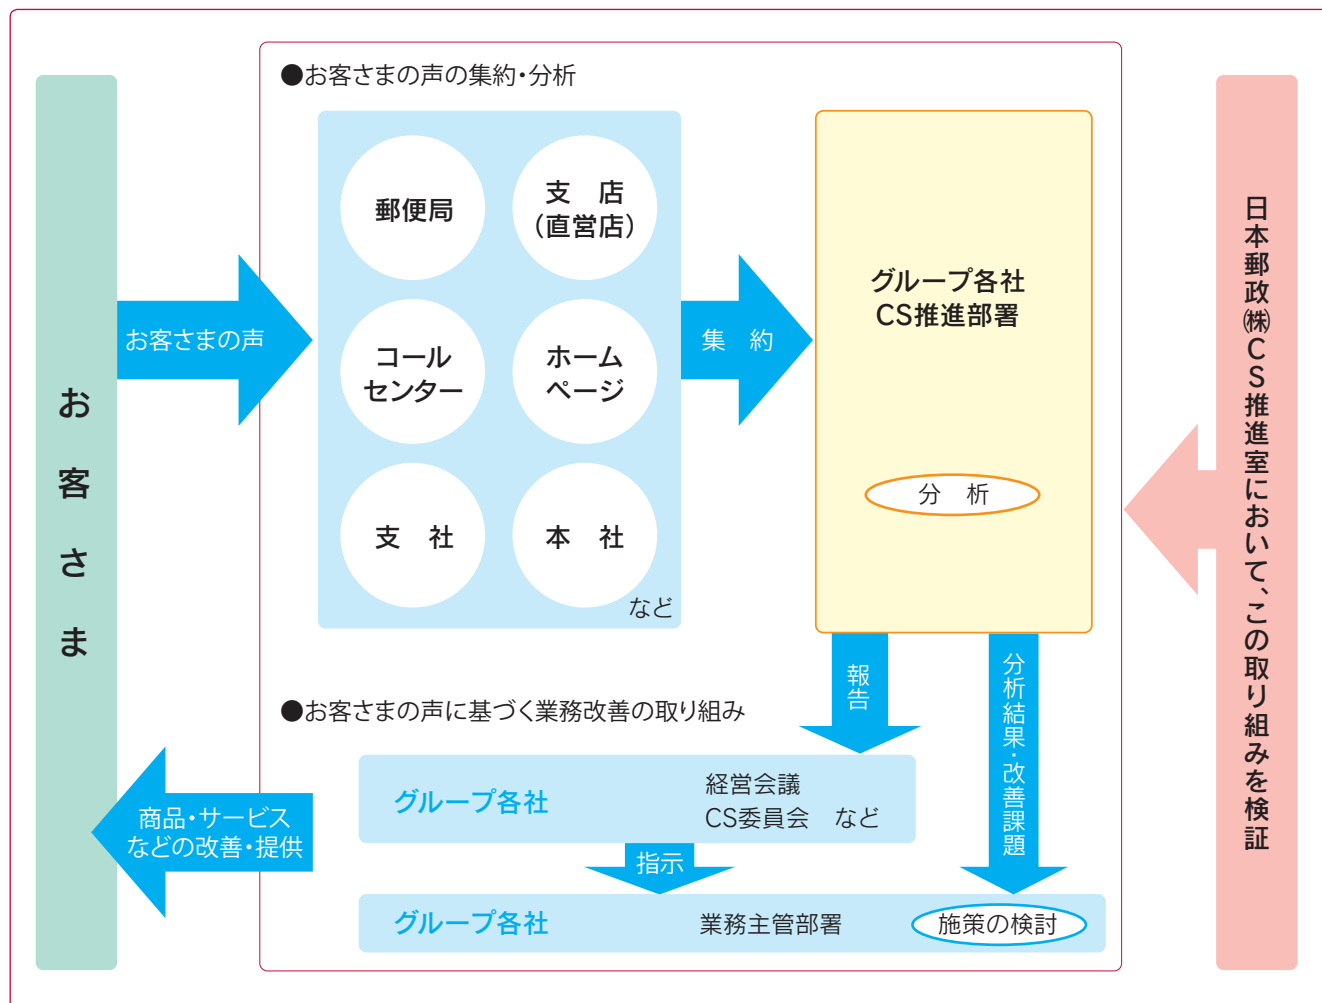 ●お客さまの声の集約・分析
お客さま
お客さまの声
郵便局
支　店
（直営店）
コール
センター
ホーム
ページ
支　社
本　社
など
集　約
グループ各社
CS推進部署
分　析
報告
分析結果・改善課題
●お客さまの声に基づく業務改善の取り組み
グループ各社
経営会議
CS委員会　など
指示
グループ各社
業務主管部署
施策の検討
商品・サービス
などの改善・提供
日本郵政㈱CS推進室において、この取り組みを検証